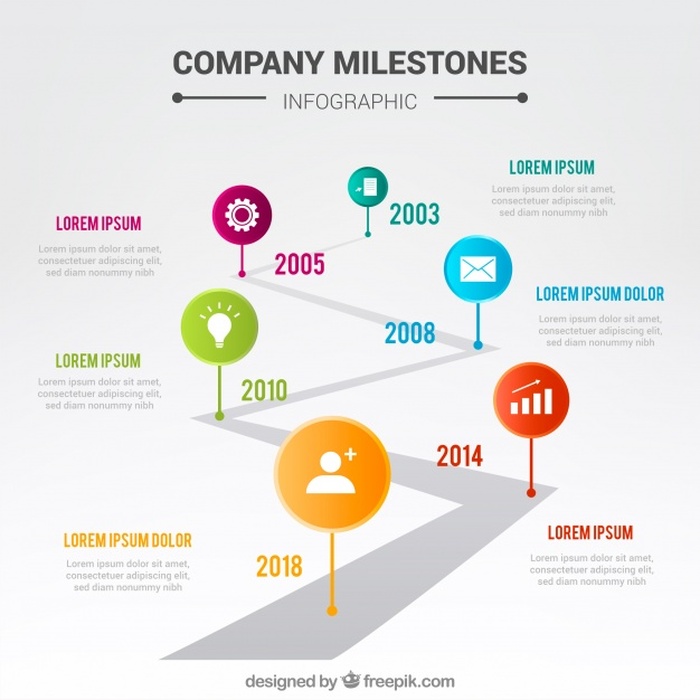 COMPANY MILESTONES
INFOGRAPHIC
2003
LOREM IPSUM
Lorem ipsum dolor sit amet,
consectetuer adipiscing elit,
sed diam nonummy nibh
LOREM IPSUM
Lorem ipsum dolor sit amet,
consectetuer adipiscing elit,
sed diam nonummy nibh
2005
2008
LOREM IPSUM DOLOR
Lorem ipsum dolor sit amet,
consectetuer adipiscing elit,
sed diam nonummy nibh
LOREM IPSUM
Lorem ipsum dolor sit amet,
consectetuer adipiscing elit,
sed diam nonummy nibh
2010
2014
LOREM IPSUM
Lorem ipsum dolor sit amet,
consectetuer adipiscing elit,
sed diam nonummy nibh
LOREM IPSUM DOLOR
Lorem ipsum dolor sit amet,
consectetuer adipiscing elit,
sed diam nonummy nibh
2018
designed by freepik.com